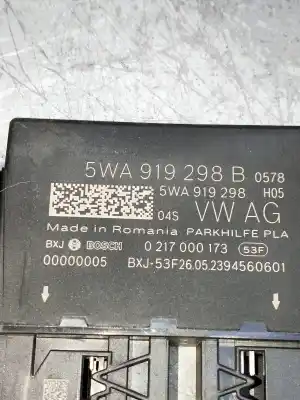 5WA 919 298 B 0578
5WA 919 298 H05
04S VW AG
Made in Romania PARKHILFE PLA
BXJ BOSCH 0 217 000 173 53F
00000005 BXJ-53F26.05.2394560601